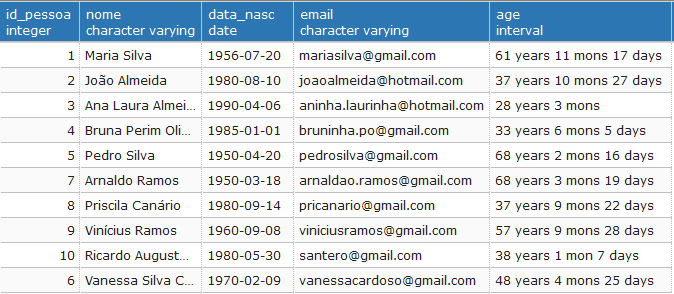 id_pessoa nome data_nasc email age
integer character varying date character varying interval
1 Maria Silva 1956-07-20 mariasilva@gmail.com 61 years 11 mons 17 days
2 João Almeida 1980-08-10 joaoalmeida@hotmail.com 37 years 10 mons 27 days
3 Ana Laura Almei... 1990-04-06 aninha.laurinha@hotmail.com 28 years 3 mons
4 Bruna Perim Oli... 1985-01-01 bruninha.po@gmail.com 33 years 6 mons 5 days
5 Pedro Silva 1950-04-20 pedrosilva@gmail.com 68 years 2 mons 16 days
7 Arnaldo Ramos 1950-03-18 arnaldao.ramos@gmail.com 68 years 3 mons 19 days
8 Priscila Canário 1980-09-14 pricanario@gmail.com 37 years 9 mons 22 days
9 Vinícius Ramos 1960-09-08 viniciusramos@gmail.com 57 years 9 mons 28 days
10 Ricardo August... 1980-05-30 santero@gmail.com 38 years 1 mon 7 days
6 Vanessa Silva C... 1970-02-09 vanessacardoso@gmail.com 48 years 4 mons 25 days